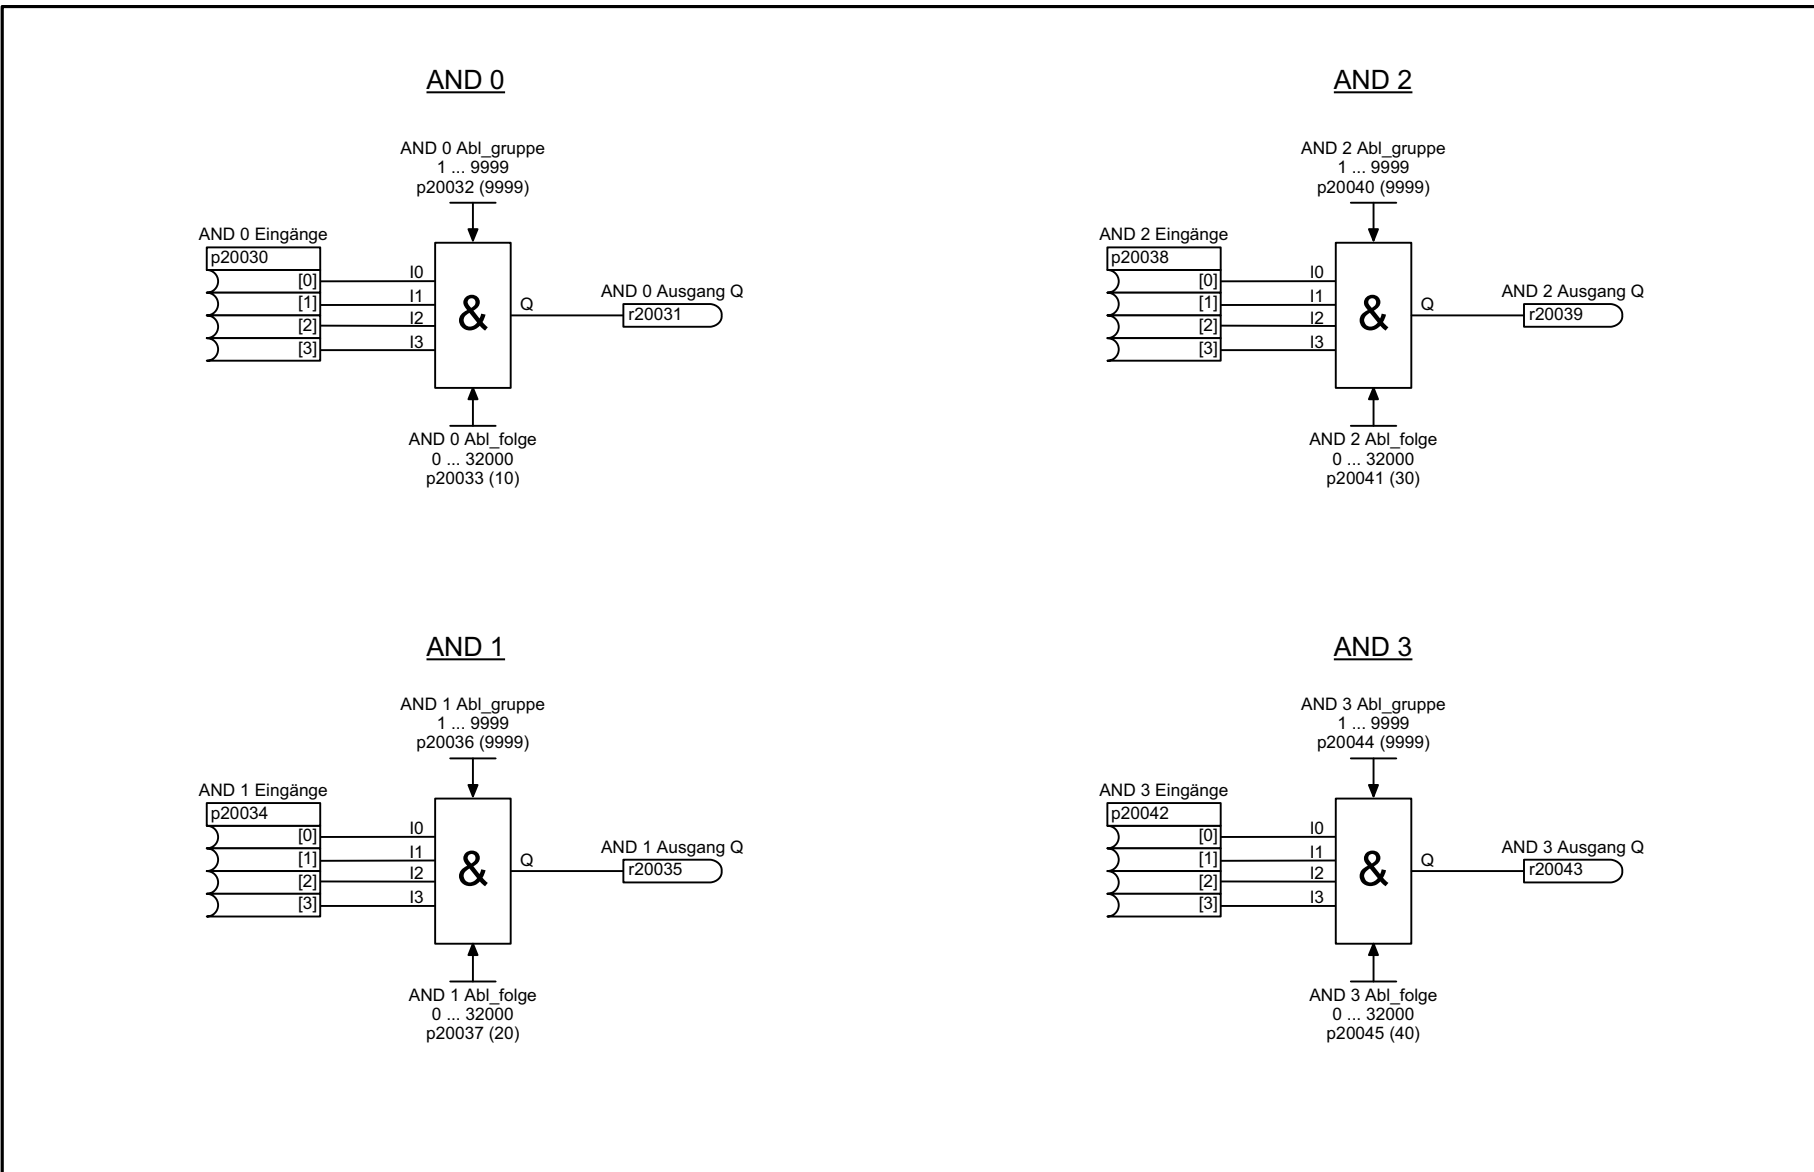 AND 0
AND 0 Abl_gruppe
1 ... 9999
p20032 (9999)
AND 0 Eingänge
p20030
[0]
[1]
[2]
[3]
I0
I1
I2
I3
&
Q
AND 0 Ausgang Q
r20031
AND 0 Abl_folge
0 ... 32000
p20033 (10)
AND 2
AND 2 Abl_gruppe
1 ... 9999
p20040 (9999)
AND 2 Eingänge
p20038
[0]
[1]
[2]
[3]
I0
I1
I2
I3
&
Q
AND 2 Ausgang Q
r20039
AND 2 Abl_folge
0 ... 32000
p20041 (30)
AND 1
AND 1 Abl_gruppe
1 ... 9999
p20036 (9999)
AND 1 Eingänge
p20034
[0]
[1]
[2]
[3]
I0
I1
I2
I3
&
Q
AND 1 Ausgang Q
r20035
AND 1 Abl_folge
0 ... 32000
p20037 (20)
AND 3
AND 3 Abl_gruppe
1 ... 9999
p20044 (9999)
AND 3 Eingänge
p20042
[0]
[1]
[2]
[3]
I0
I1
I2
I3
&
Q
AND 3 Ausgang Q
r20043
AND 3 Abl_folge
0 ... 32000
p20045 (40)